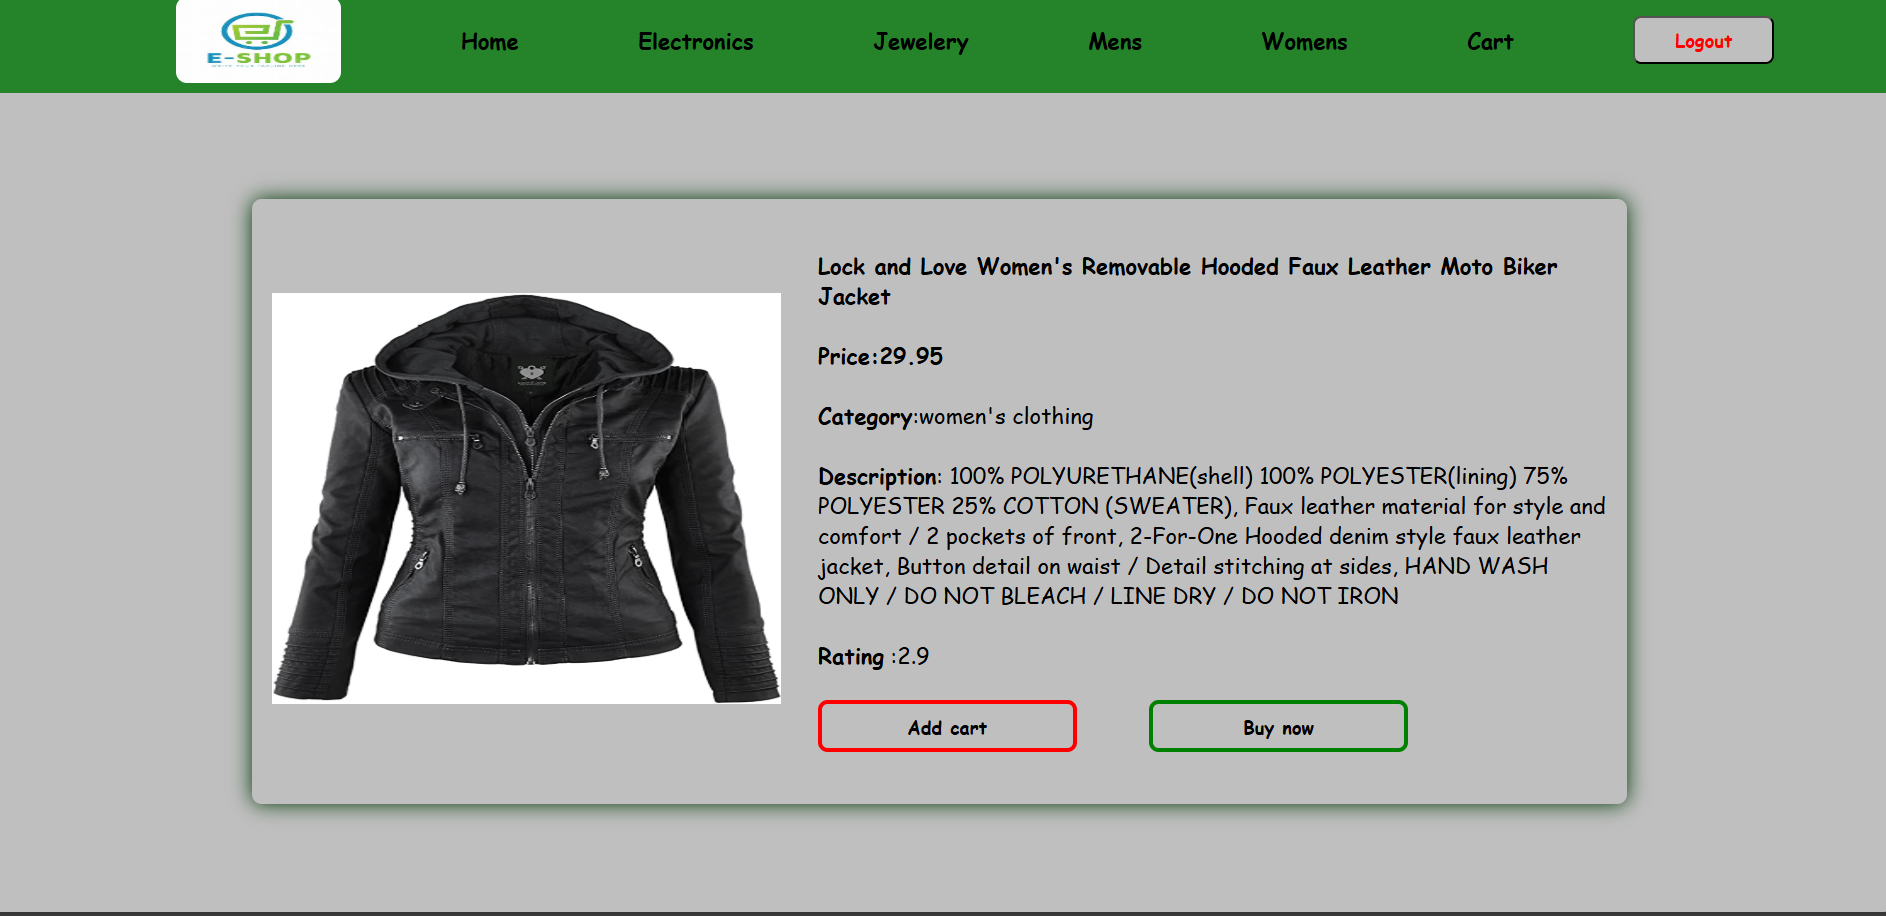 E-SHOP
Home
Electronics
Jewelery
Mens
Womens
Cart
Logout
Lock and Love Women's Removable Hooded Faux Leather Moto Biker
Jacket
Price:29.95
Category:women's clothing
Description: 100% POLYURETHANE(shell) 100% POLYESTER(lining) 75%
POLYESTER 25% COTTON (SWEATER), Faux leather material for style and
comfort / 2 pockets of front, 2-For-One Hooded denim style faux leather
jacket, Button detail on waist / Detail stitching at sides, HAND WASH
ONLY / DO NOT BLEACH / LINE DRY / DO NOT IRON
Rating :2.9
Add cart
Buy now